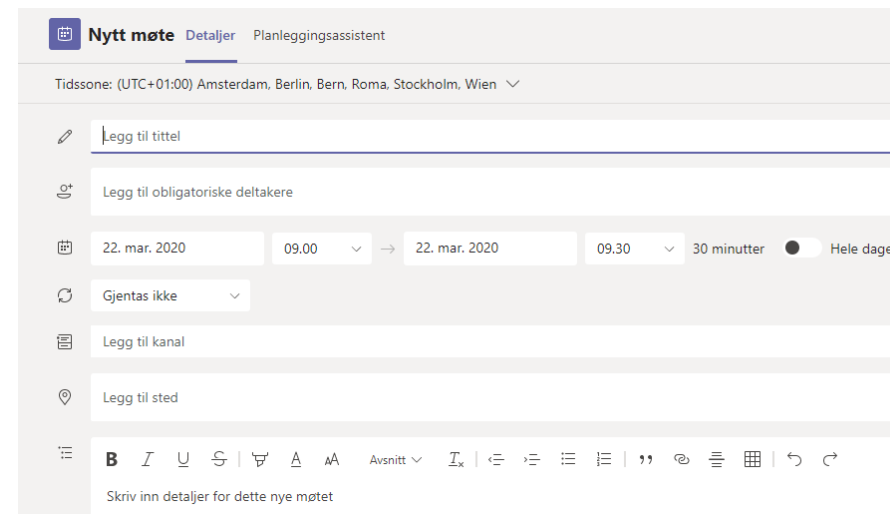 Nytt møte Detaljer Planleggingsassistent
Tidssone: (UTC+01:00) Amsterdam, Berlin, Bern, Roma, Stockholm, Wien
Legg til tittel
Legg til obligatoriske deltakere
22. mar. 2020 09.00 → 22. mar. 2020 09.30 30 minutter Hele dage
Gjentas ikke
Legg til kanal
Legg til sted
B I U S A AA Avsnitt Ix
Skriv inn detaljer for dette nye møtet